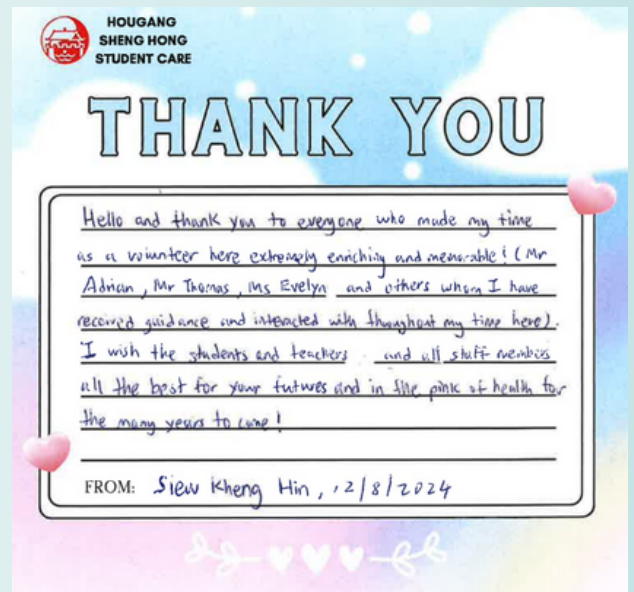 HOUGANG
SHENG HONG
STUDENT CARE
THANK YOU
Hello and thank you to everyone who made my time
as a volunteer here extremely enriching and memorable! (Mr
Adrian, Mr Thomas, Ms Evelyn and others whom I have
received guidance and interacted with throughout my time here).
I wish the students and teachers and all staff members
all the best for your futures and in the pink of health for
the many years to come!
FROM: Siew Kheng Hin, 12/8/2024